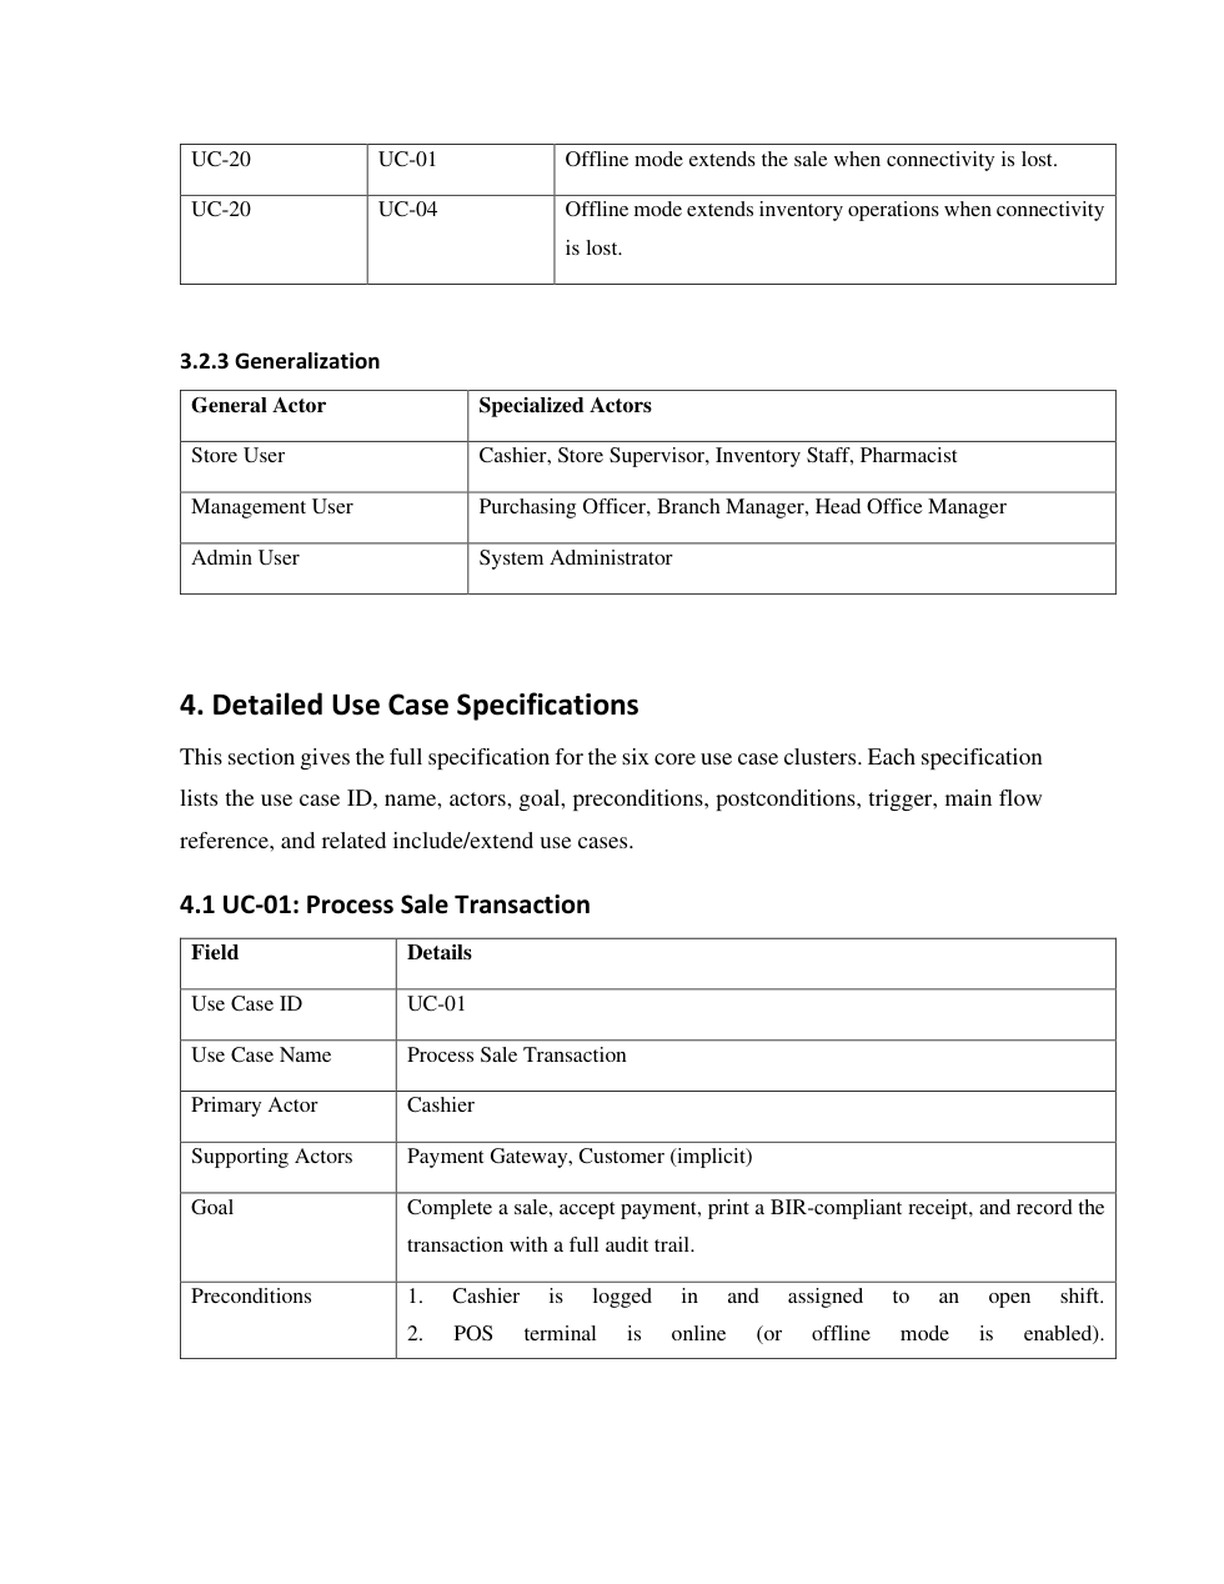 UC-20 UC-01 Offline mode extends the sale when connectivity is lost.
UC-20 UC-04 Offline mode extends inventory operations when connectivity
is lost.
3.2.3 Generalization
General Actor Specialized Actors
Store User Cashier, Store Supervisor, Inventory Staff, Pharmacist
Management User Purchasing Officer, Branch Manager, Head Office Manager
Admin User System Administrator
4. Detailed Use Case Specifications
This section gives the full specification for the six core use case clusters. Each specification
lists the use case ID, name, actors, goal, preconditions, postconditions, trigger, main flow
reference, and related include/extend use cases.
4.1 UC-01: Process Sale Transaction
Field Details
Use Case ID UC-01
Use Case Name Process Sale Transaction
Primary Actor Cashier
Supporting Actors Payment Gateway, Customer (implicit)
Goal Complete a sale, accept payment, print a BIR-compliant receipt, and record the
transaction with a full audit trail.
Preconditions 1. Cashier is logged in and assigned to an open shift.
2. POS terminal is online (or offline mode is enabled).